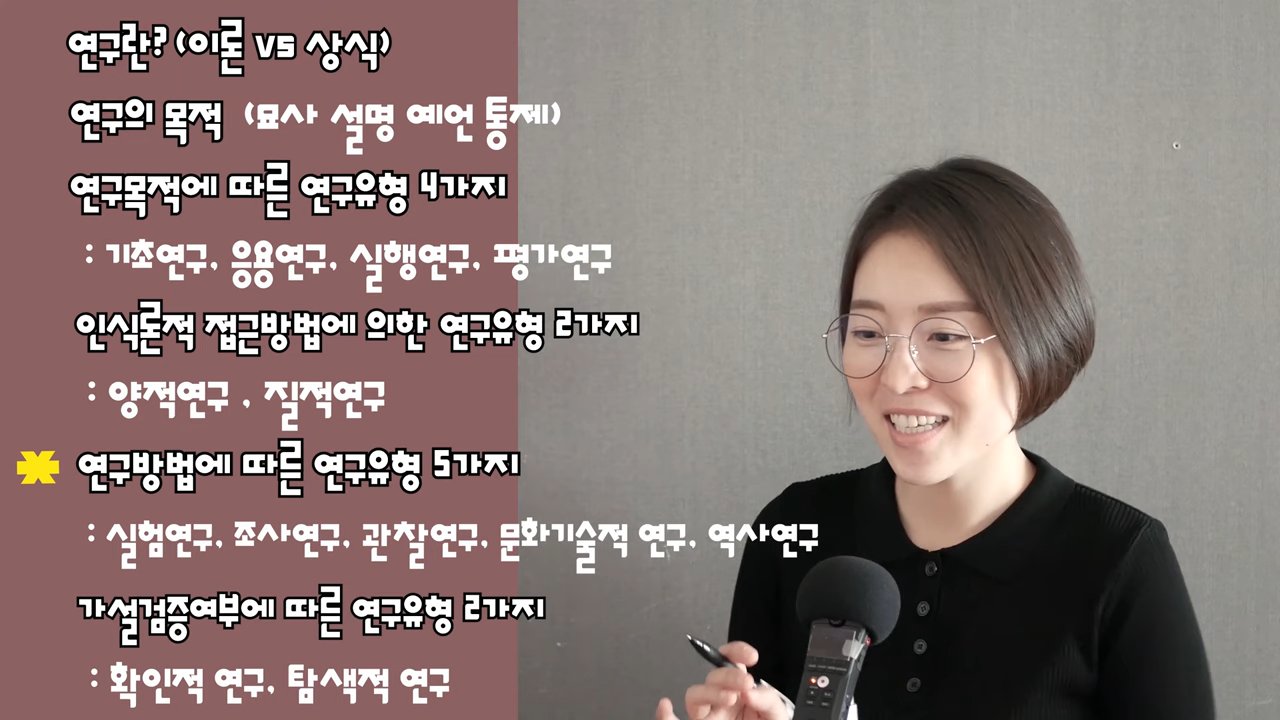 연구란? (이론 vs 상식)
연구의 목적 (묘사 설명 예언 통제)
연구목적에 따른 연구유형 4가지
: 기초연구, 응용연구, 실행연구, 평가연구
인식론적 접근방법에 의한 연구유형 2가지
: 양적연구 , 질적연구
연구방법에 따른 연구유형 5가지
: 실험연구, 조사연구, 관찰연구, 문화기술적 연구, 역사연구
가설검증여부에 따른 연구유형 2가지
: 확인적 연구, 탐색적 연구